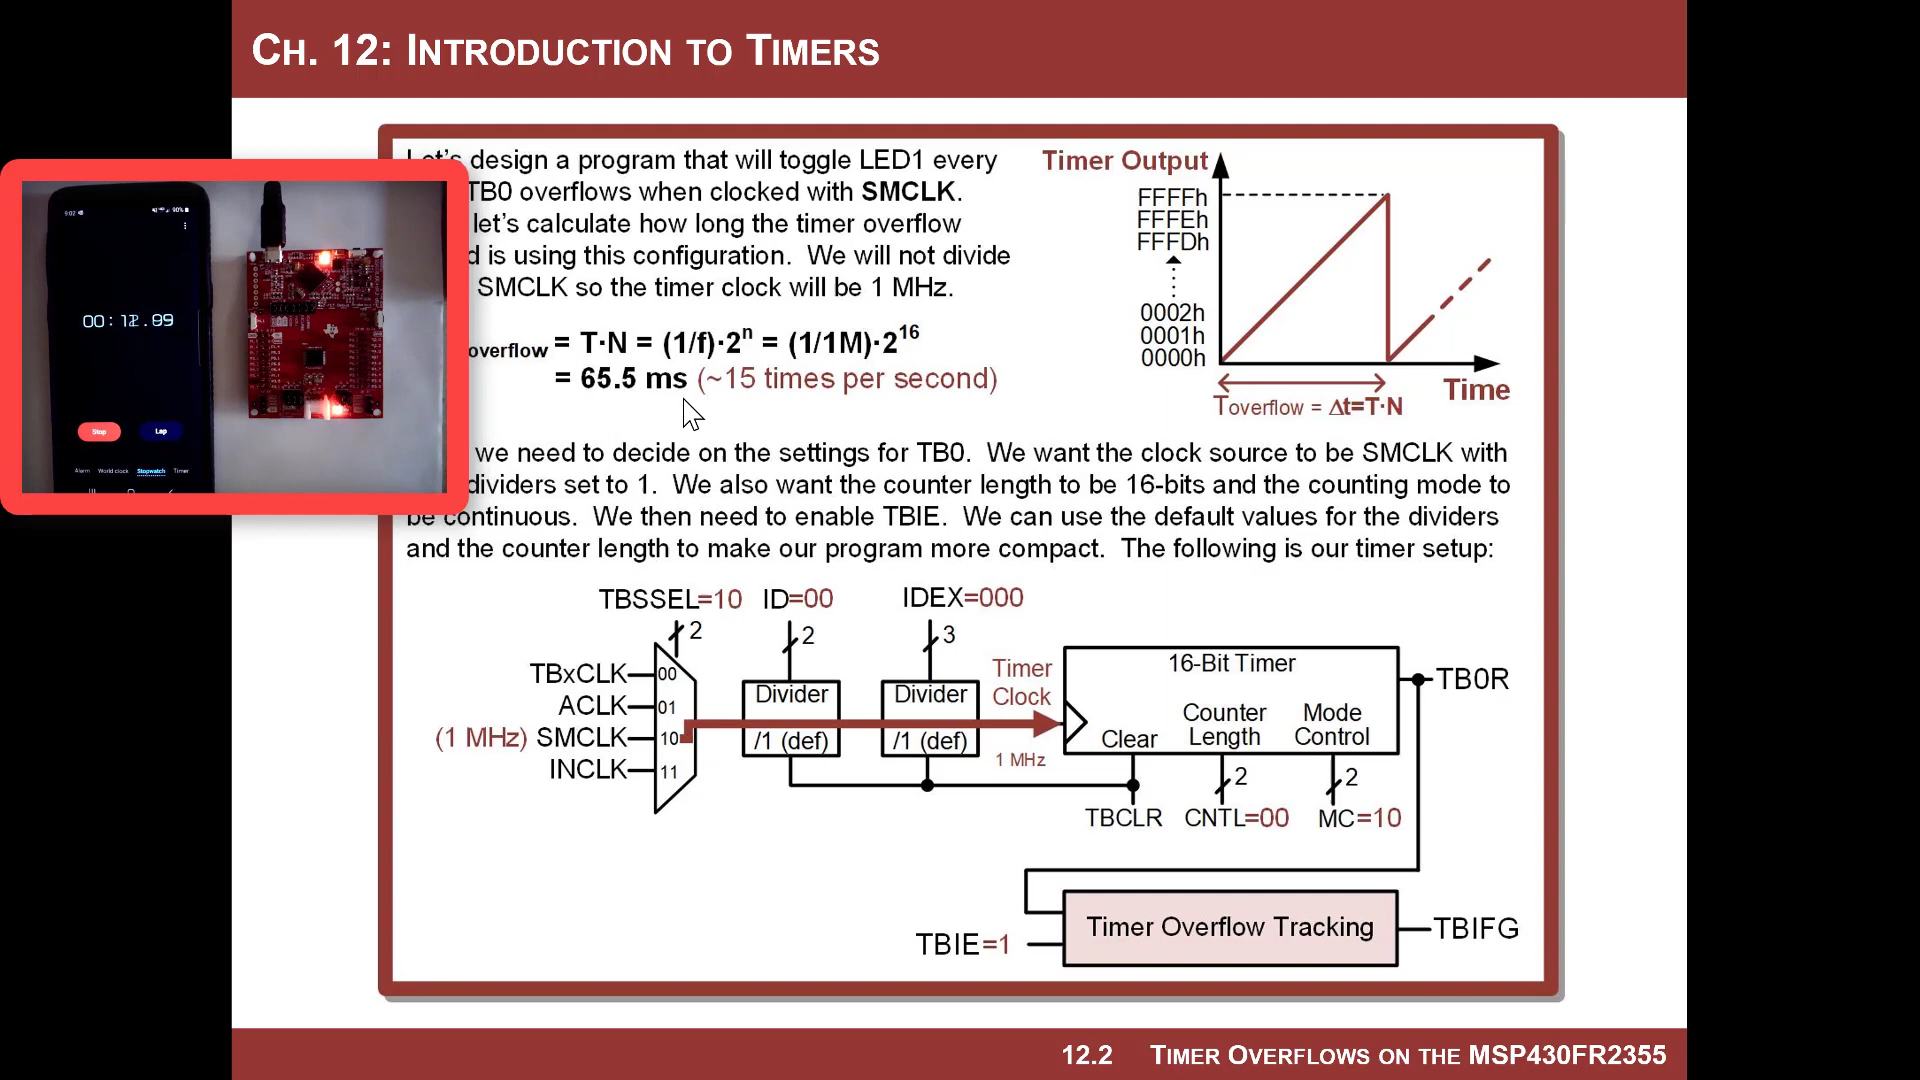 CH. 12: INTRODUCTION TO TIMERS
Let's design a program that will toggle LED1 every
TB0 overflows when clocked with SMCLK.
let's calculate how long the timer overflow
is using this configuration. We will not divide
SMCLK so the timer clock will be 1 MHz.
overflow = T·N = (1/f)·2ⁿ = (1/1M)·2¹⁶
= 65.5 ms (~15 times per second)
Timer Output
FFFFh
FFFEh
FFFDh
0002h
0001h
0000h
Time
Toverflow = Δt=T·N
9:02
90%
00:12.
Stop
Lap
Alarm World clock Stopwatch Timer
we need to decide on the settings for TB0. We want the clock source to be SMCLK with
dividers set to 1. We also want the counter length to be 16-bits and the counting mode to
be continuous. We then need to enable TBIE. We can use the default values for the dividers
and the counter length to make our program more compact. The following is our timer setup:
TBSSEL=10 ID=00 IDEX=000
2 2 3
TBxCLK 00
ACLK 01
(1 MHz) SMCLK 10
INCLK 11
Divider
/1 (def)
Divider
/1 (def)
Timer
Clock
1 MHz
16-Bit Timer
Clear
Counter
Length
Mode
Control
TB0R
2 2
TBCLR CNTL=00 MC=10
TBIE=1
Timer Overflow Tracking
TBIFG
12.2 TIMER OVERFLOWS ON THE MSP430FR2355